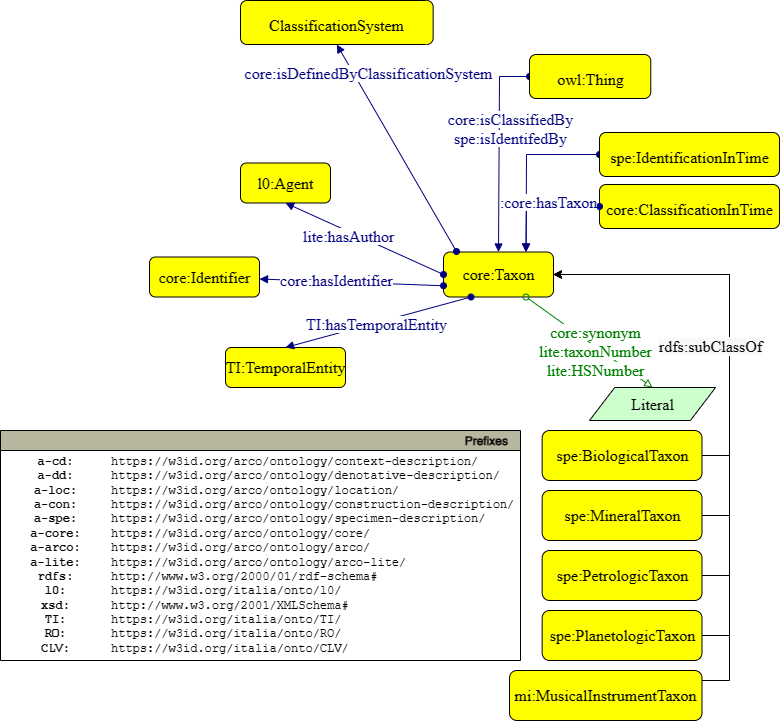 ClassificationSystem
core:isDefinedByClassificationSystem
owl:Thing
core:isClassifiedBy
spe:isIdentifedBy
spe:IdentificationInTime
l0:Agent
:core:hasTaxon
core:ClassificationInTime
lite:hasAuthor
core:Identifier
core:hasIdentifier
core:Taxon
TI:hasTemporalEntity
core:synonym
lite:taxonNumber
lite:HSNumber
rdfs:subClassOf
TI:TemporalEntity
Literal
Prefixes
a-cd: https://w3id.org/arco/ontology/context-description/
a-dd: https://w3id.org/arco/ontology/denotative-description/
a-loc: https://w3id.org/arco/ontology/location/
a-con: https://w3id.org/arco/ontology/construction-description/
a-spe: https://w3id.org/arco/ontology/specimen-description/
a-core: https://w3id.org/arco/ontology/core/
a-arco: https://w3id.org/arco/ontology/arco/
a-lite: https://w3id.org/arco/ontology/arco-lite/
rdfs: http://www.w3.org/2000/01/rdf-schema#
l0: https://w3id.org/italia/onto/l0/
xsd: http://www.w3.org/2001/XMLSchema#
TI: https://w3id.org/italia/onto/TI/
RO: https://w3id.org/italia/onto/RO/
CLV: https://w3id.org/italia/onto/CLV/
spe:BiologicalTaxon
spe:MineralTaxon
spe:PetrologicTaxon
spe:PlanetologicTaxon
mi:MusicalInstrumentTaxon